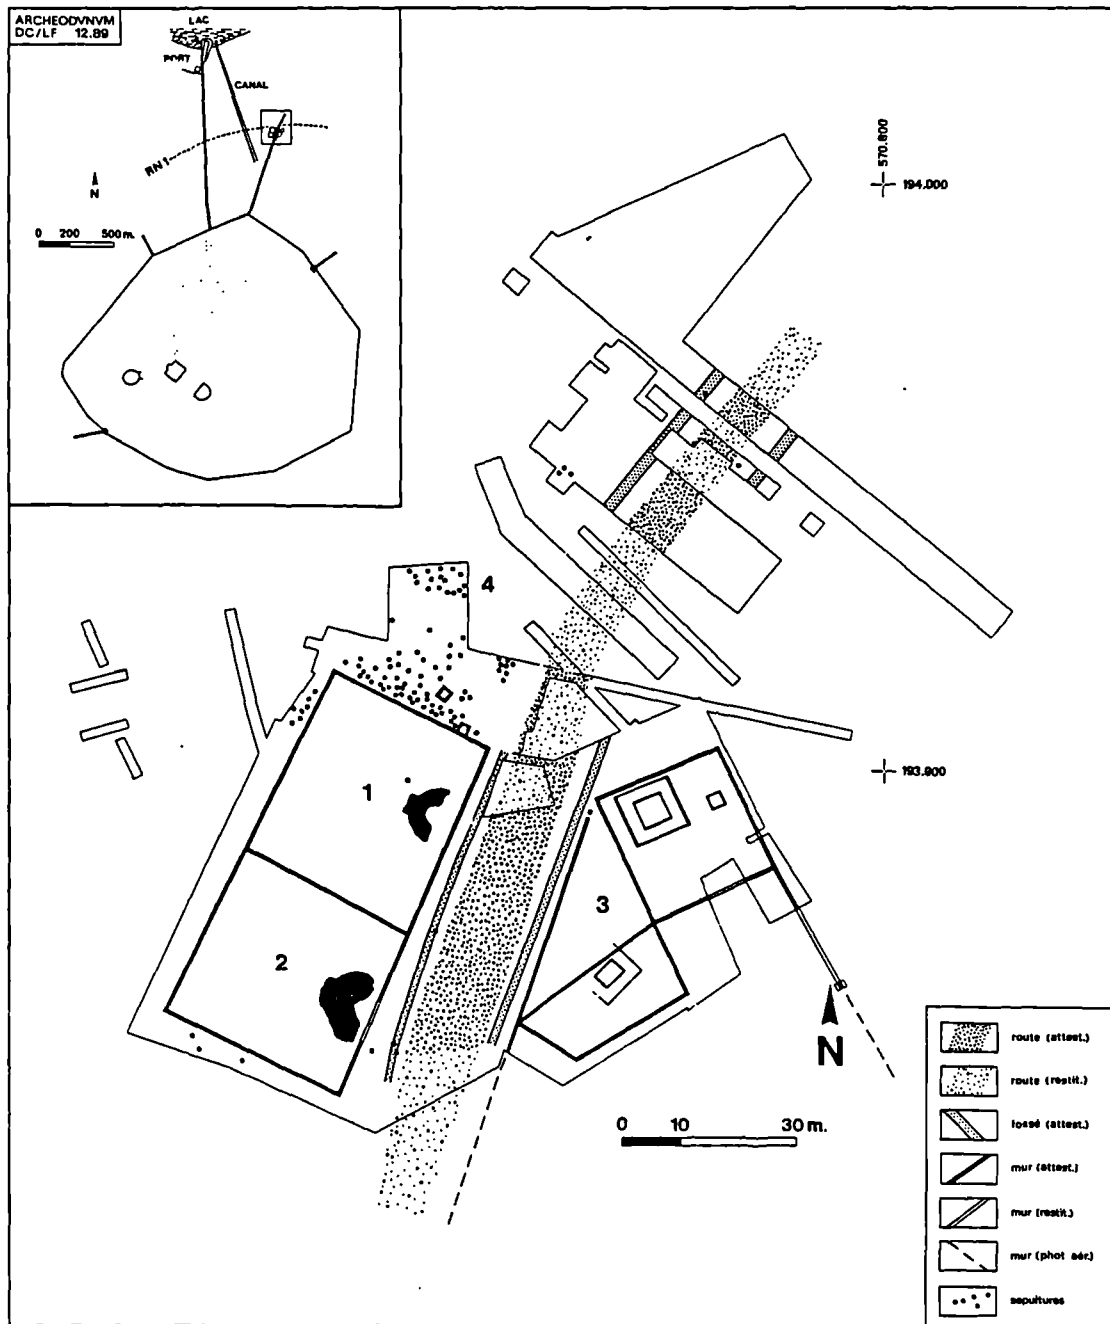 ARCHEODVNVM
DC/LF 12.89
LAC
PORT
CANAL
RN 1
N
0 200 500 m.
570.800
194.000
4
193.900
1
3
2
N
0 10 30 m.
route (attest.)
route (restit.)
fossé (attest.)
mur (attest.)
mur (restit.)
mur (phot aér.)
sepultures